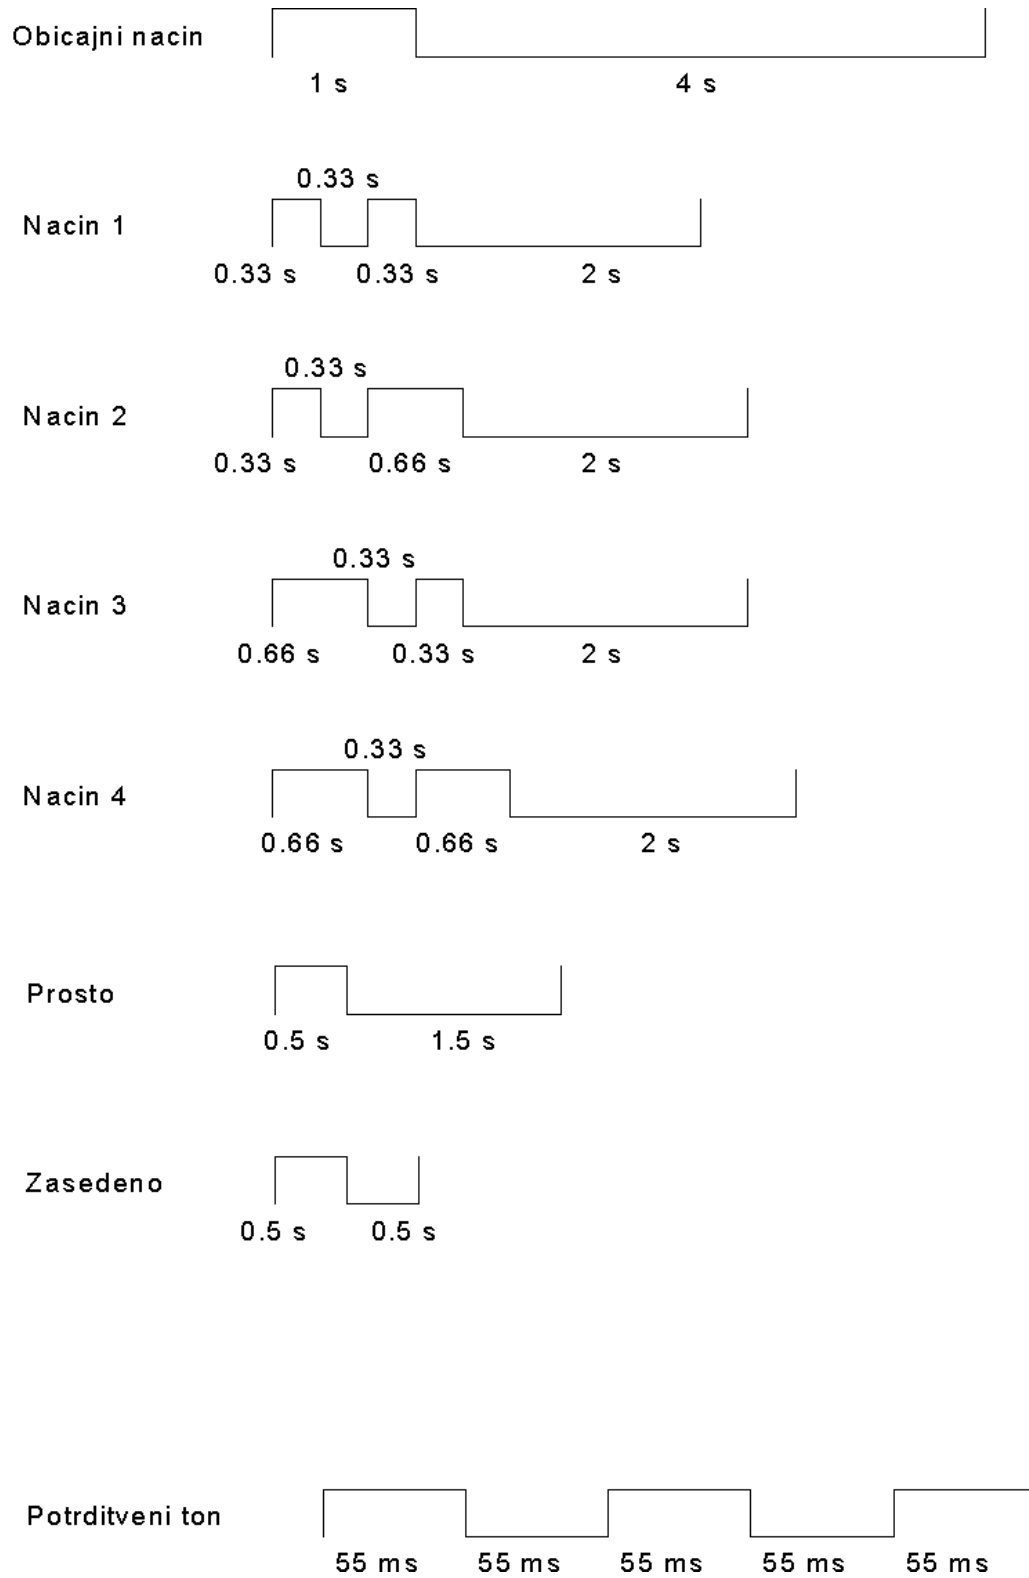 Obicajni nacin
1 s 4 s
0.33 s
Nacin 1
0.33 s 0.33 s 2 s
0.33 s
Nacin 2
0.33 s 0.66 s 2 s
0.33 s
Nacin 3
0.66 s 0.33 s 2 s
0.33 s
Nacin 4
0.66 s 0.66 s 2 s
Prosto
0.5 s 1.5 s
Zasedeno
0.5 s 0.5 s
Potrditveni ton
55 ms 55 ms 55 ms 55 ms 55 ms